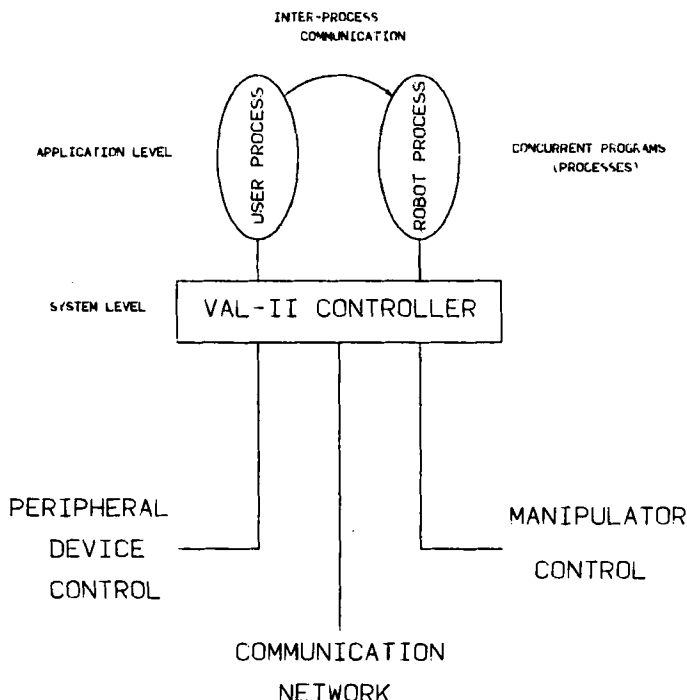 INTER-PROCESS
COMMUNICATION
USER PROCESS
ROBOT PROCESS
APPLICATION LEVEL
CONCURRENT PROGRAMS
(PROCESSES)
SYSTEM LEVEL
VAL-II CONTROLLER
PERIPHERAL
DEVICE
CONTROL
MANIPULATOR
CONTROL
COMMUNICATION
NETWORK